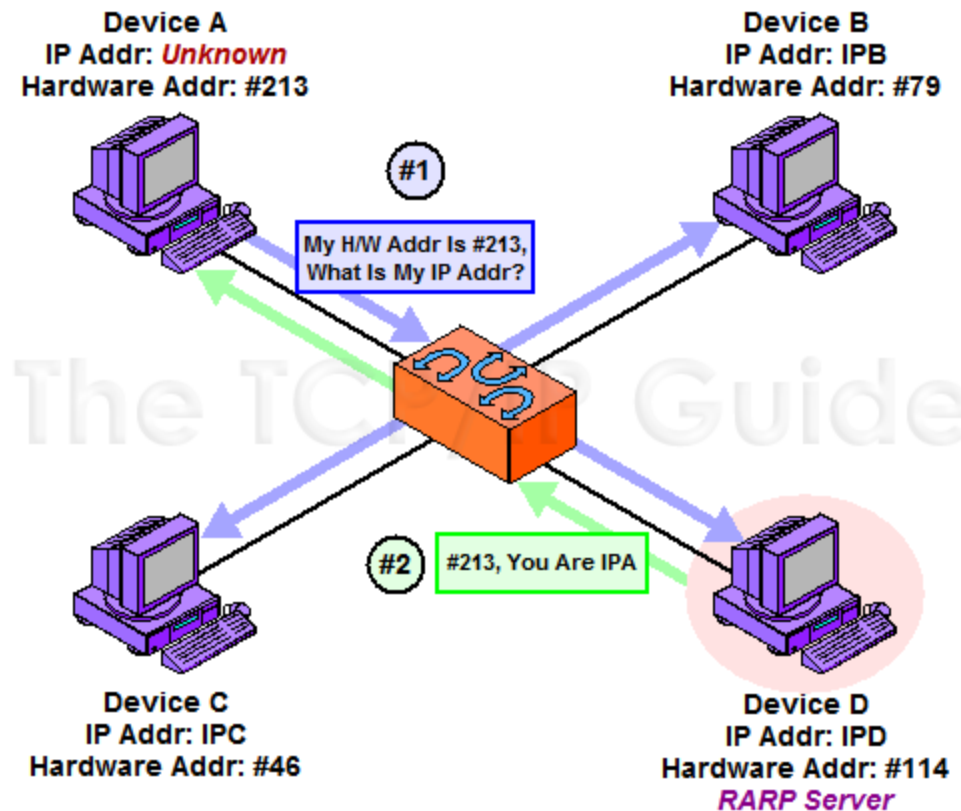 Device A
IP Addr: Unknown
Hardware Addr: #213
Device B
IP Addr: IPB
Hardware Addr: #79
#1
My H/W Addr Is #213,
What Is My IP Addr?
The TCP/IP Guide
#2
#213, You Are IPA
Device C
IP Addr: IPC
Hardware Addr: #46
Device D
IP Addr: IPD
Hardware Addr: #114
RARP Server